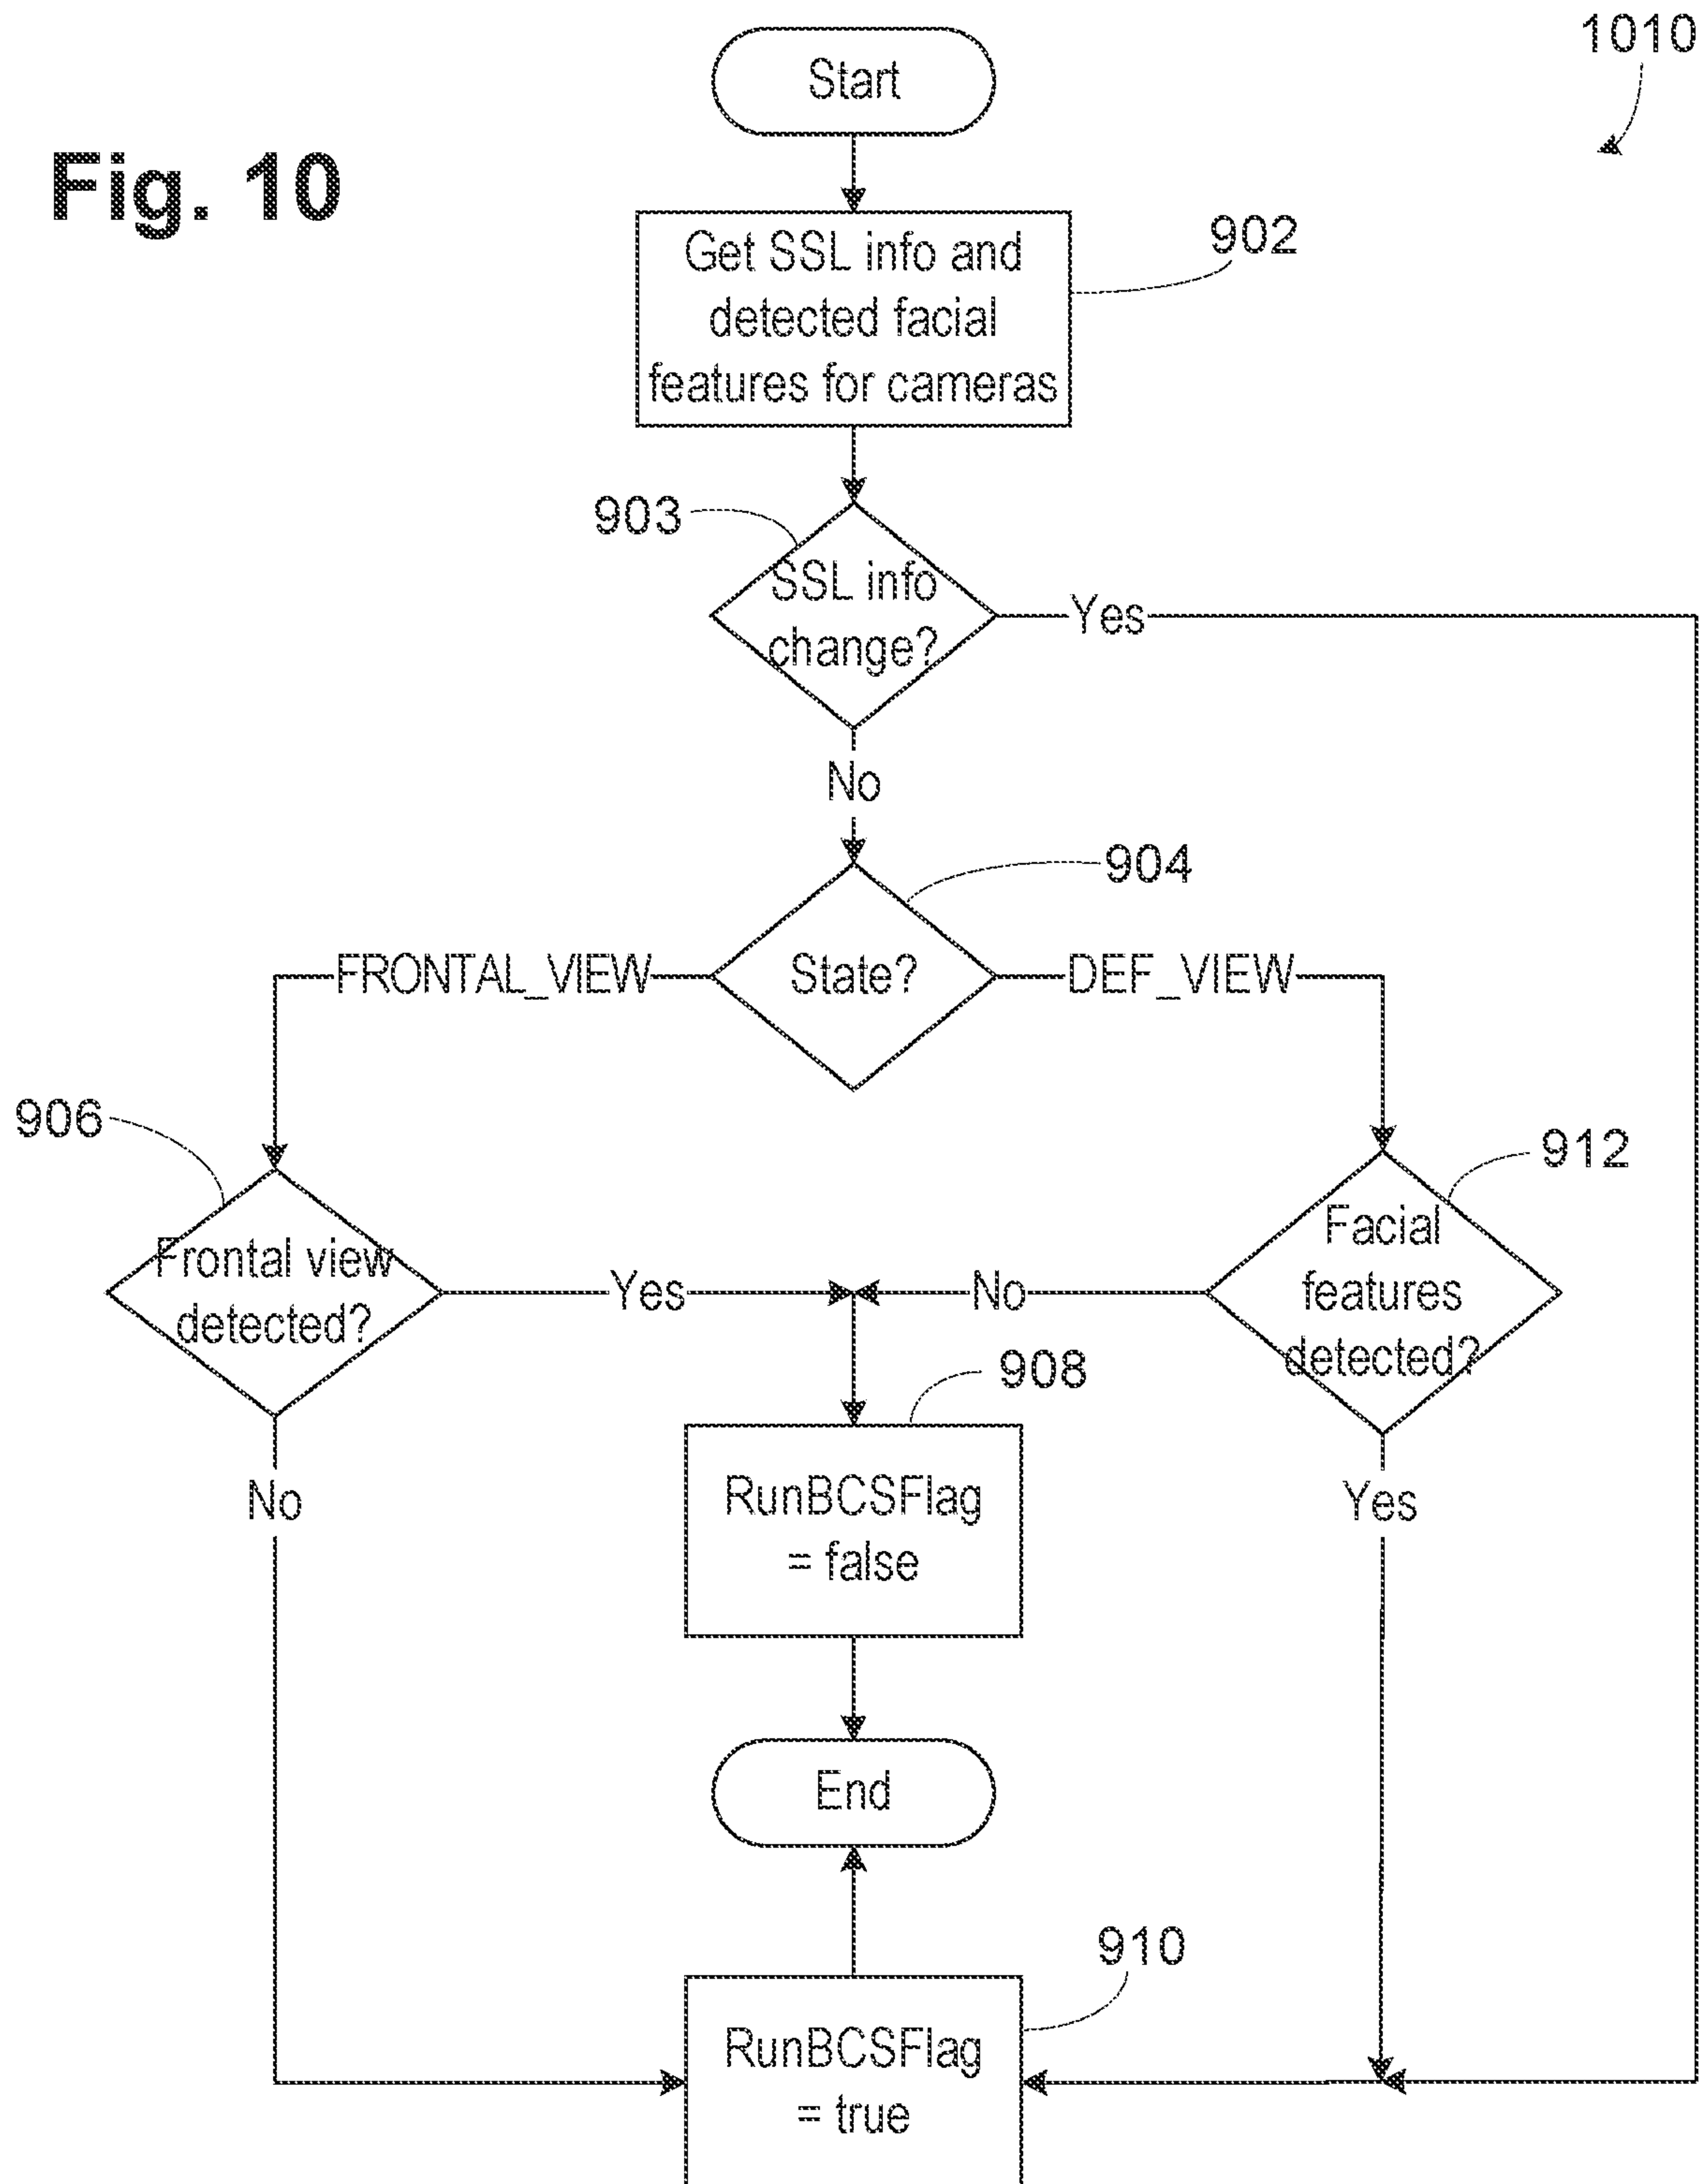 1010
Start
Fig. 10
902
Get SSL info and
detected facial
features for cameras
903
SSL info
change?
Yes
No
904
State?
FRONTAL_VIEW
DEF_VIEW
906
912
Frontal view
detected?
Yes
No
Facial
features
detected?
908
No
RunBCSFlag
= false
Yes
End
910
RunBCSFlag
= true